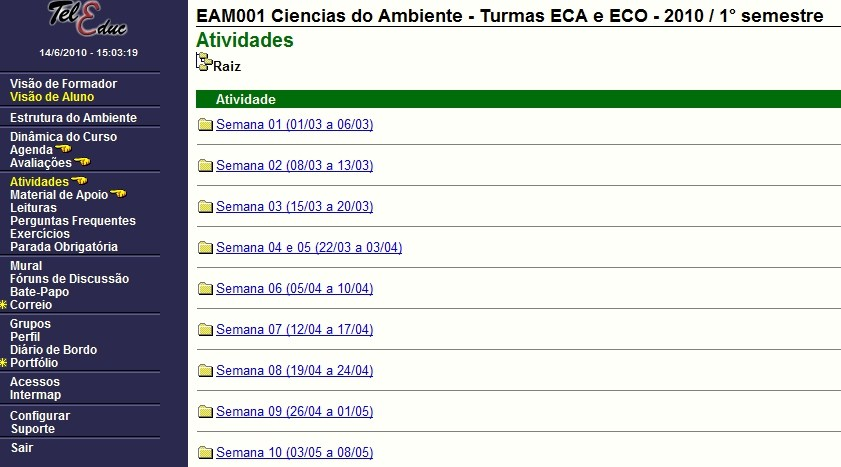 TelEduc
14/6/2010 - 15:03:19
Visão de Formador
Visão de Aluno
Estrutura do Ambiente
Dinâmica do Curso
Agenda
Avaliações
Atividades
Material de Apoio
Leituras
Perguntas Frequentes
Exercícios
Parada Obrigatória
Mural
Fóruns de Discussão
Bate-Papo
Correio
Grupos
Perfil
Diário de Bordo
Portfólio
Acessos
Intermap
Configurar
Suporte
Sair
EAM001 Ciencias do Ambiente - Turmas ECA e ECO - 2010 / 1° semestre
Atividades
Raiz
Atividade
Semana 01 (01/03 a 06/03)
Semana 02 (08/03 a 13/03)
Semana 03 (15/03 a 20/03)
Semana 04 e 05 (22/03 a 03/04)
Semana 06 (05/04 a 10/04)
Semana 07 (12/04 a 17/04)
Semana 08 (19/04 a 24/04)
Semana 09 (26/04 a 01/05)
Semana 10 (03/05 a 08/05)